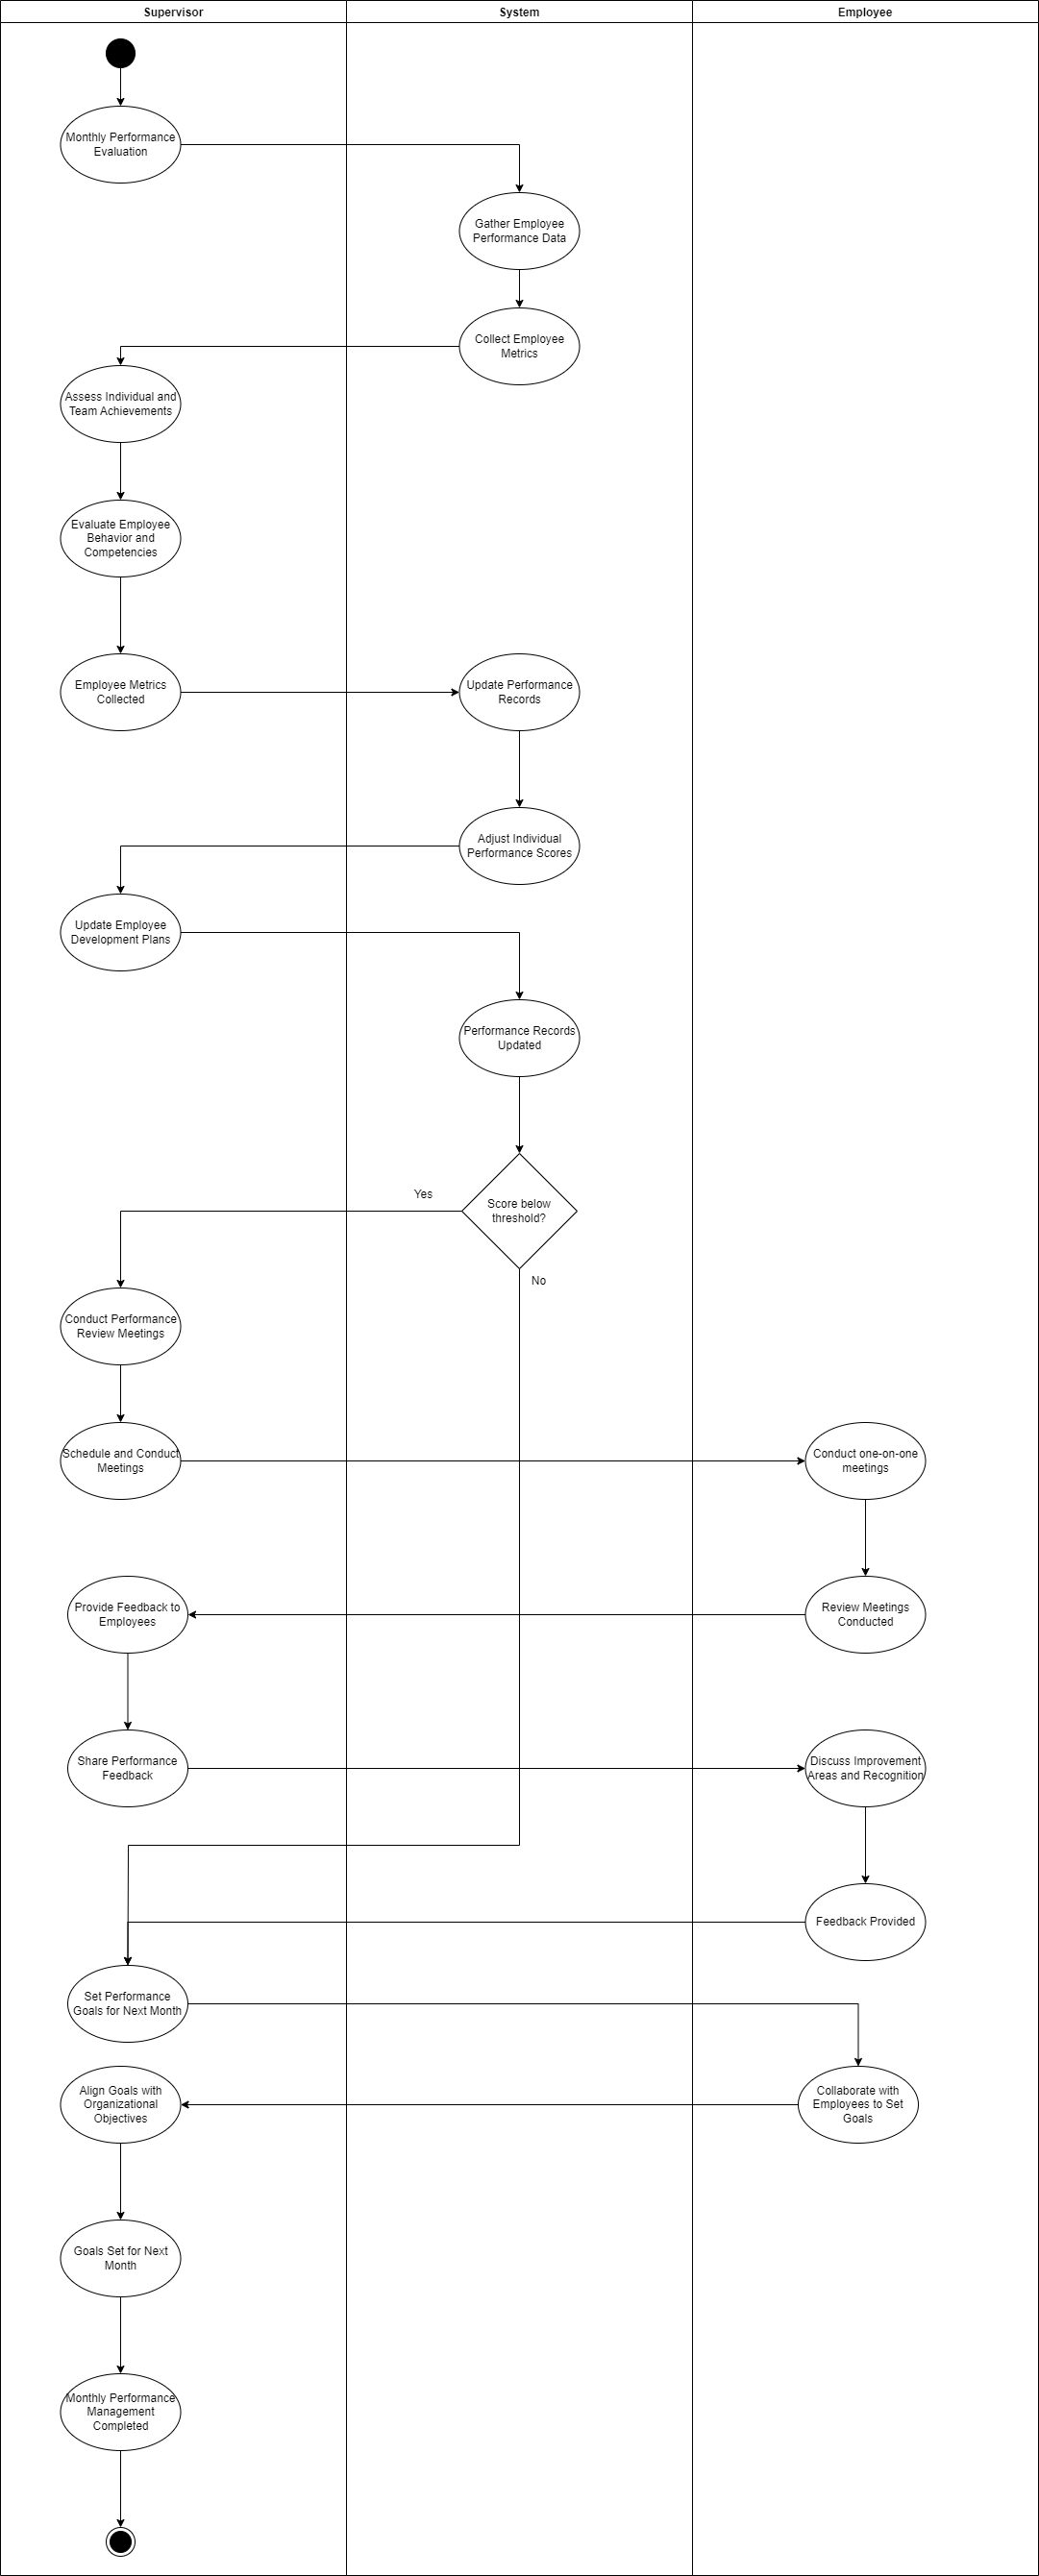 Supervisor
System
Employee
Monthly Performance
Evaluation
Gather Employee
Performance Data
Collect Employee
Metrics
Assess Individual and
Team Achievements
Evaluate Employee
Behavior and
Competencies
Employee Metrics
Collected
Update Performance
Records
Adjust Individual
Performance Scores
Update Employee
Development Plans
Performance Records
Updated
Score below
threshold?
Yes
No
Conduct Performance
Review Meetings
Schedule and Conduct
Meetings
Conduct one-on-one
meetings
Review Meetings
Conducted
Provide Feedback to
Employees
Share Performance
Feedback
Discuss Improvement
Areas and Recognition
Feedback Provided
Set Performance
Goals for Next Month
Collaborate with
Employees to Set
Goals
Align Goals with
Organizational
Objectives
Goals Set for Next
Month
Monthly Performance
Management
Completed